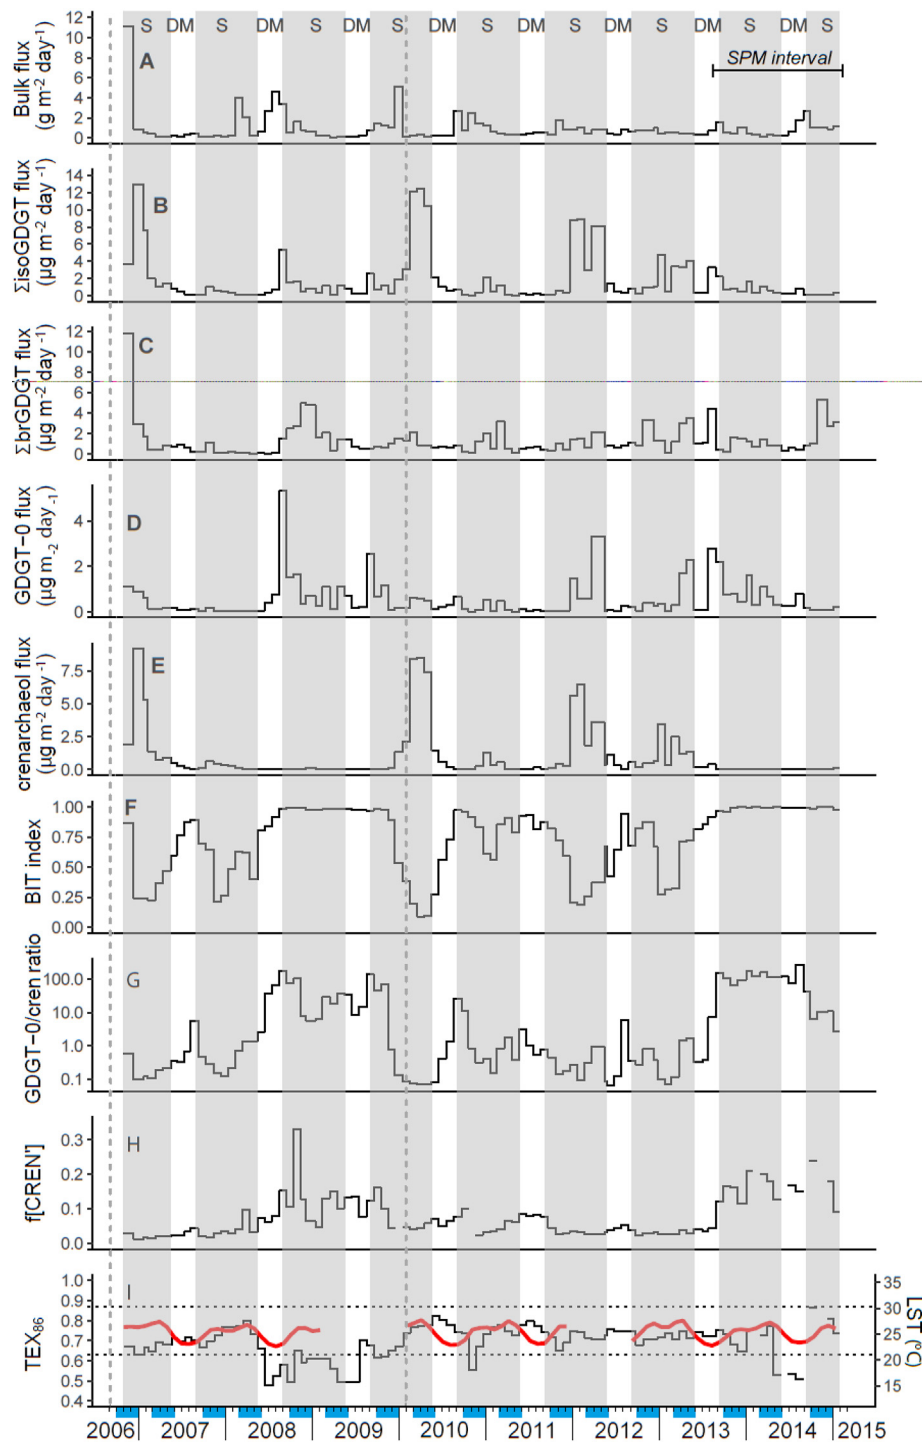 S DM S DM S DM S DM S DM S DM S DM S DM S
SPM interval
Bulk flux
(g m⁻² day⁻¹)
12
10
8
6
4
2
0
A
ΣisoGDGT flux
(µg m⁻² day⁻¹)
14
12
10
8
6
4
2
0
B
ΣbrGDGT flux
(µg m⁻² day⁻¹)
12
10
8
6
4
2
0
C
GDGT−0 flux
(µg m₋₂ day₋₁)
4
2
0
D
crenarchaeol flux
(µg m⁻² day⁻¹)
7.5
5.0
2.5
0.0
E
BIT index
1.00
0.75
0.50
0.25
0.00
F
GDGT−0/cren ratio
100.0
10.0
1.0
0.1
G
f[CREN']
0.3
0.2
0.1
0.0
H
TEX₈₆
1.0
0.9
0.8
0.7
0.6
0.5
0.4
I
35
30
25
20
15
LST (°C)
2006 2007 2008 2009 2010 2011 2012 2013 2014 2015